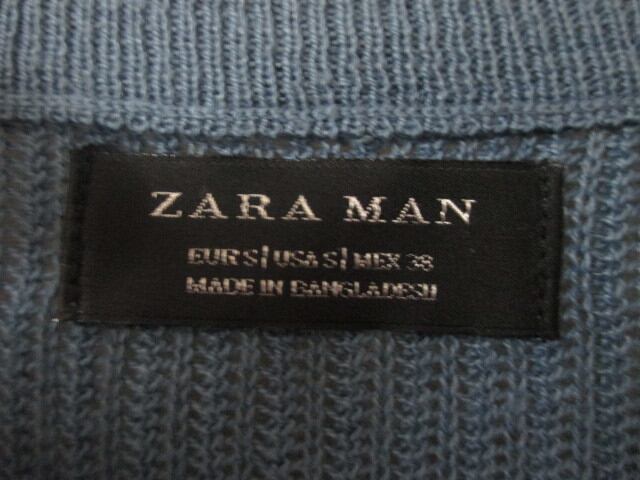 ZARA MAN
EUR S | USA S | MEX 38
MADE IN BANGLADESH